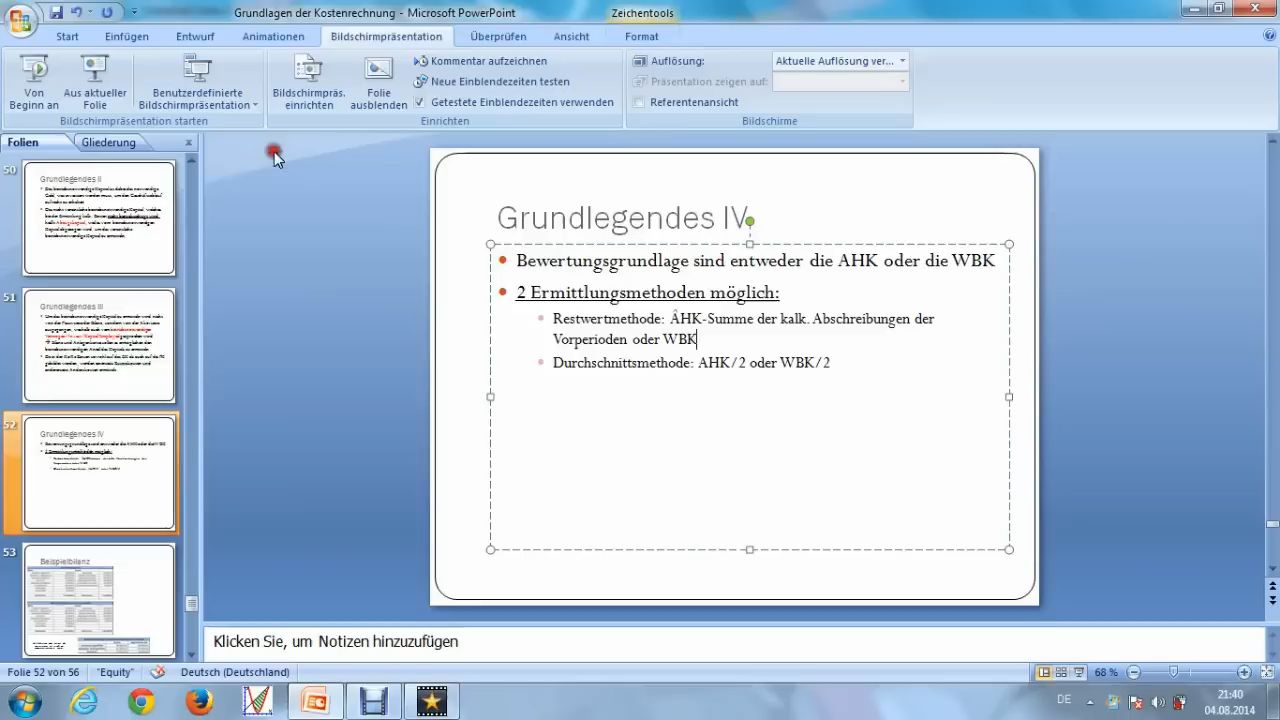 Grundlagen der Kostenrechnung - Microsoft PowerPoint
Zeichentools
Start Einfügen Entwurf Animationen Bildschirmpräsentation Überprüfen Ansicht Format
Von Beginn an
Aus aktueller Folie
Benutzerdefinierte Bildschirmpräsentation
Bildschirmpräsentation starten
Bildschirmpräs. einrichten
Folie ausblenden
Kommentar aufzeichnen
Neue Einblendezeiten testen
Getestete Einblendezeiten verwenden
Einrichten
Auflösung: Aktuelle Auflösung ver...
Präsentation zeigen auf:
Referentenansicht
Bildschirme
Folien Gliederung
50
Grundlegendes II
51
Grundlegendes III
52
Grundlegendes IV
53
Beispielbilanz
Grundlegendes IV
Bewertungsgrundlage sind entweder die AHK oder die WBK
2 Ermittlungsmethoden möglich:
Restwertmethode: AHK-Summe der kalk. Abschreibungen der
Vorperioden oder WBK
Durchschnittsmethode: AHK/2 oder WBK/2
Klicken Sie, um Notizen hinzuzufügen
Folie 52 von 56 "Equity" Deutsch (Deutschland) 68 %
DE
21:40
04.08.2014